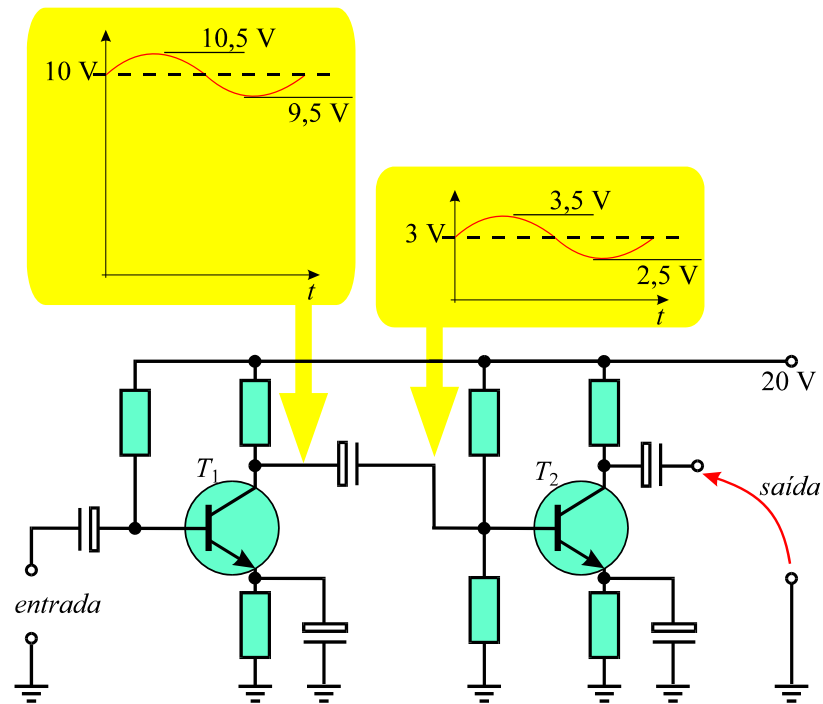 10,5 V
10 V
9,5 V
t
3,5 V
3 V
2,5 V
t
20 V
T1
T2
saída
entrada